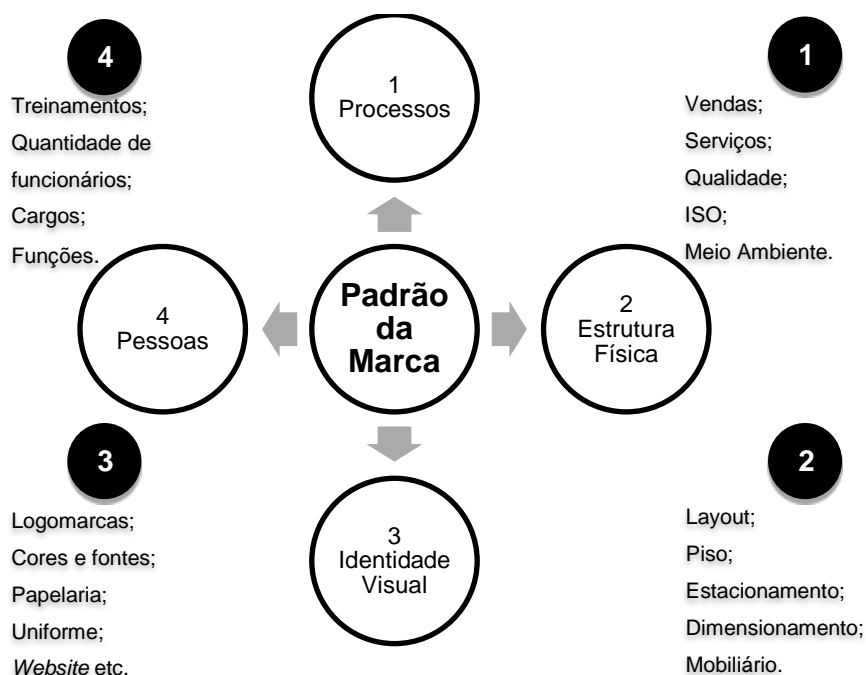 4
Treinamentos;
Quantidade de
funcionários;
Cargos;
Funções.
1
Processos
1
Vendas;
Serviços;
Qualidade;
ISO;
Meio Ambiente.
4
Pessoas
Padrão
da
Marca
2
Estrutura
Física
3
Logomarcas;
Cores e fontes;
Papelaria;
Uniforme;
Website etc.
3
Identidade
Visual
2
Layout;
Piso;
Estacionamento;
Dimensionamento;
Mobiliário.